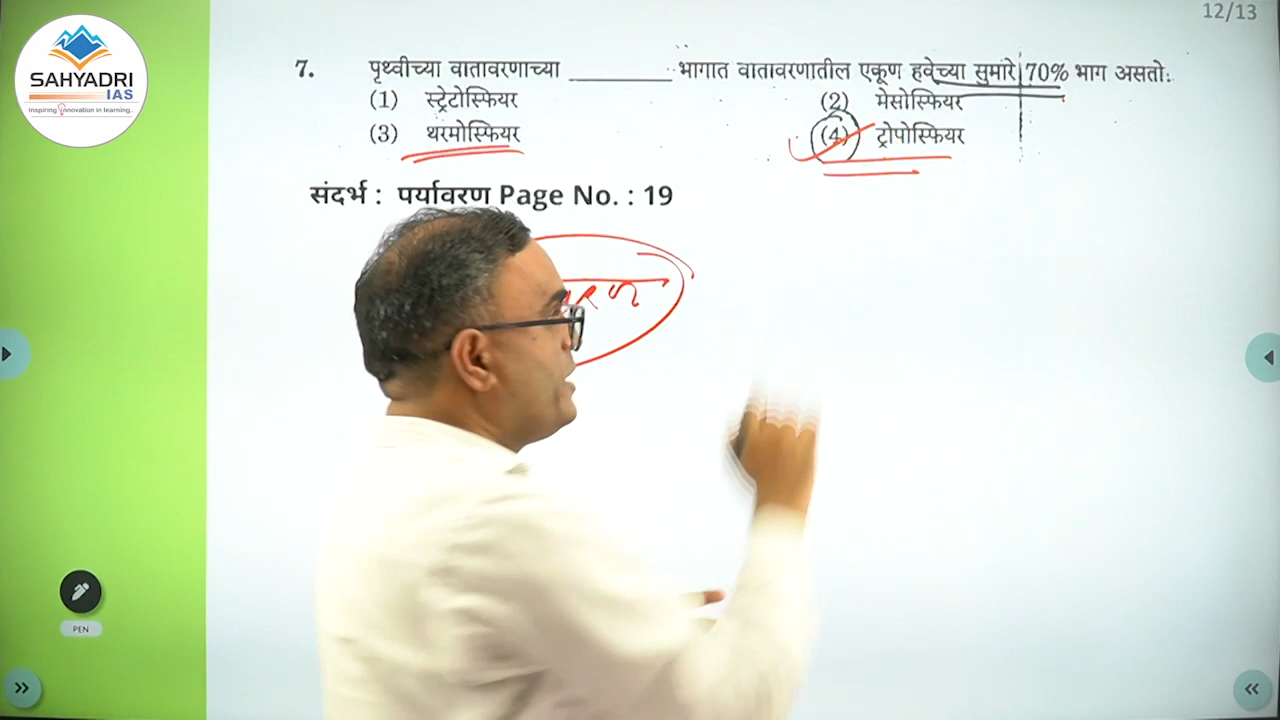 12/13
SAHYADRI
IAS
Inspiring innovation in learning..
7. पृथ्वीच्या वातावरणाच्या __________ भागात वातावरणातील एकूण हवेच्या सुमारे 70% भाग असतो.
(1) स्ट्रेटोस्फियर (2) मेसोस्फियर
(3) थरमोस्फियर (4) ट्रोपोस्फियर
संदर्भ : पर्यावरण Page No. : 19
PEN